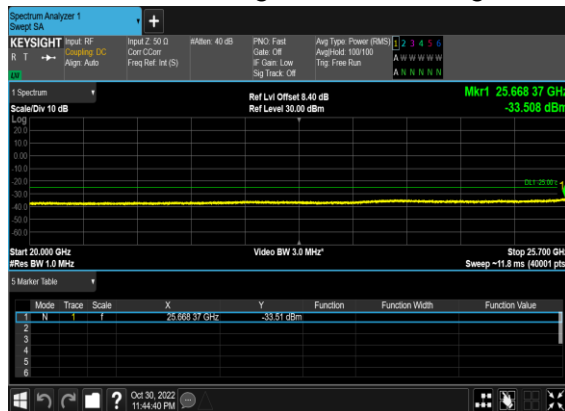 Spectrum Analyzer 1
Swept SA
KEYSIGHT Input: RF Input Z: 50 Ω #Atten: 40 dB PNO: Fast Avg Type: Power (RMS) 1 2 3 4 5 6
R T Coupling: DC Corr CCorr Gate: Off Avg|Hold: 100/100 A W W W W W
Align: Auto Freq Ref: Int (S) IF Gain: Low Trig: Free Run
LW Sig Track: Off A N N N N N
1 Spectrum Ref Lvl Offset 8.40 dB Mkr1 25.668 37 GHz
Scale/Div 10 dB Ref Level 30.00 dBm -33.508 dBm
Log
20.0
10.0
0.00
-10.0
-20.0 DL1 -25.00
-30.0
-40.0
-50.0
Start 20.000 GHz Video BW 3.0 MHz* Stop 25.700 GHz
#Res BW 1.0 MHz Sweep ~11.8 ms (40001 pts
5 Marker Table
Mode Trace Scale X Y Function Function Width Function Value
1 N 1 f 25.668 37 GHz -33.51 dBm
2
3
4
5
6
Oct 30, 2022
11:44:40 PM